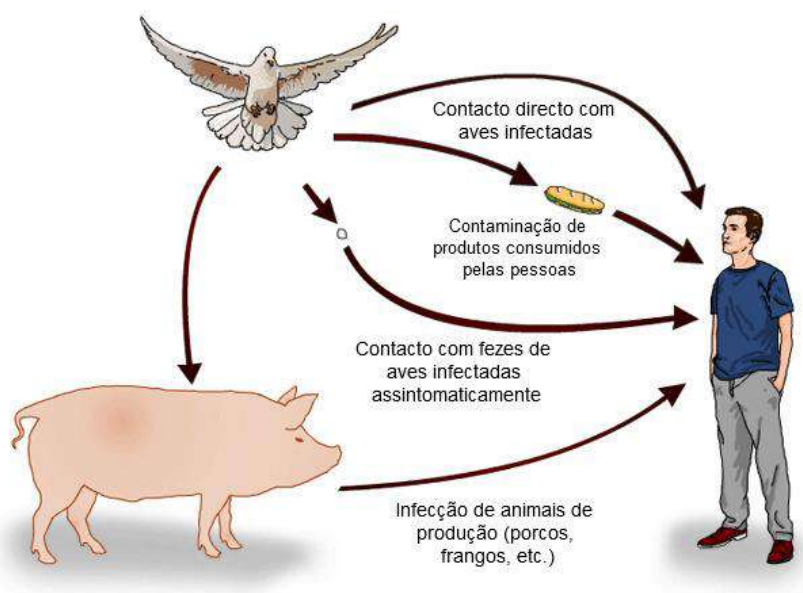 Contacto directo com
aves infectadas
Contaminação de
produtos consumidos
pelas pessoas
Contacto com fezes de
aves infectadas
assintomaticamente
Infecção de animais de
produção (porcos,
frangos, etc.)